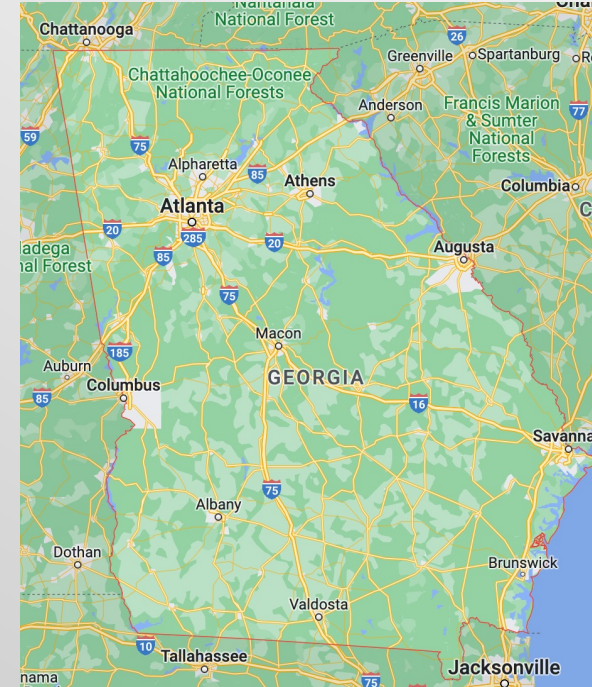 Nantahala
National Forest
Cha
Chattanooga
26
Greenville
Spartanburg
R
Chattahoochee-Oconee
National Forests
Anderson
Francis Marion
& Sumter
National
Forests
77
59
75
Alpharetta
85
Athens
Columbia
C
Atlanta
20
285
20
85
ladega
nal Forest
Augusta
75
Macon
185
Auburn
Columbus
85
GEORGIA
16
Savanna
75
Albany
Dothan
Brunswick
Valdosta
10
Tallahassee
Jacksonville
nama
75